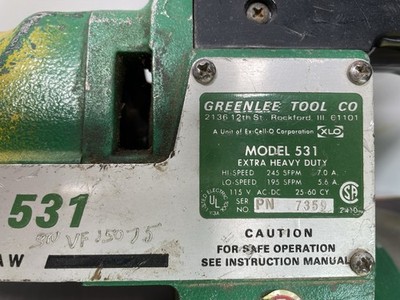 GREENLEE TOOL CO
2136 12th St. Rockford, Ill. 61101
A Unit of Ex-Cell-O Corporation XLO
MODEL 531
EXTRA HEAVY DUTY
HI-SPEED 245 SFPM 7.0 A.
LO-SPEED 195 SFPM 5.6 A.
115 V. AC-DC 25-60 CY
SER NO PN 7359
SA
531
AW
CAUTION
FOR SAFE OPERATION
SEE INSTRUCTION MANUAL